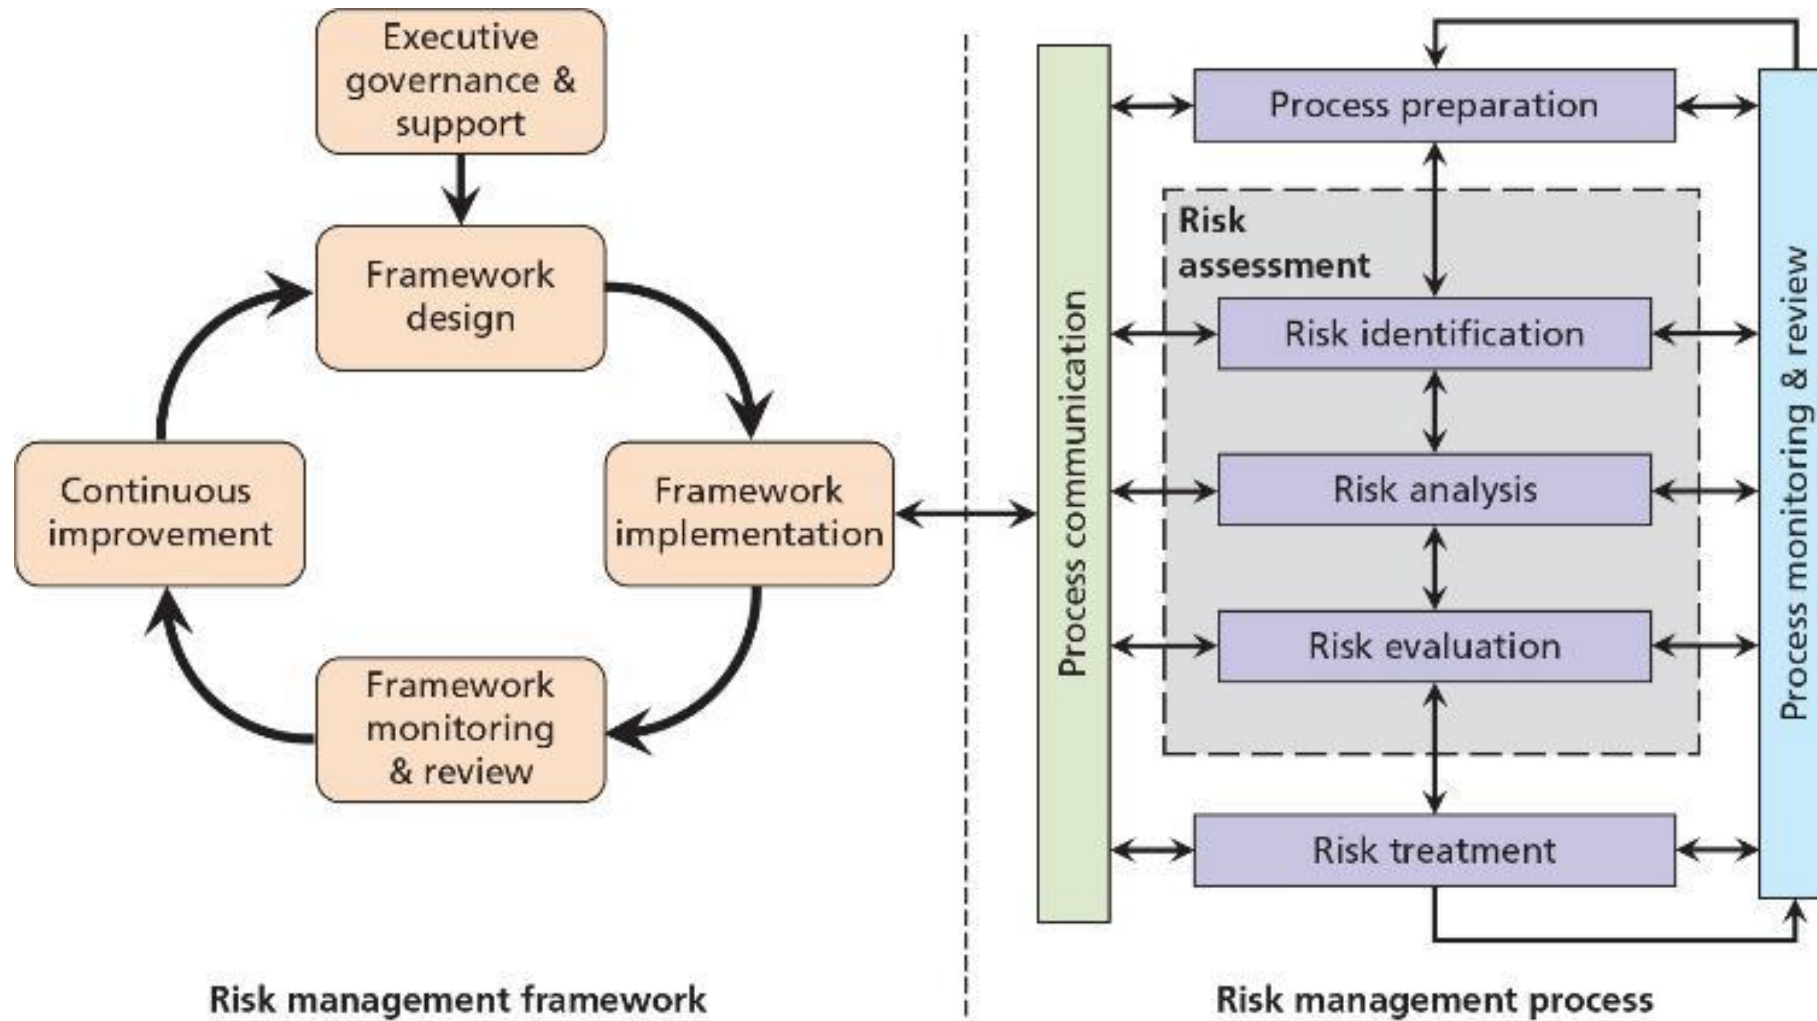 Executive
governance &
support
Framework
design
Continuous
improvement
Framework
implementation
Framework
monitoring
& review
Risk management framework
Process communication
Process preparation
Risk
assessment
Risk identification
Risk analysis
Risk evaluation
Risk treatment
Process monitoring & review
Risk management process